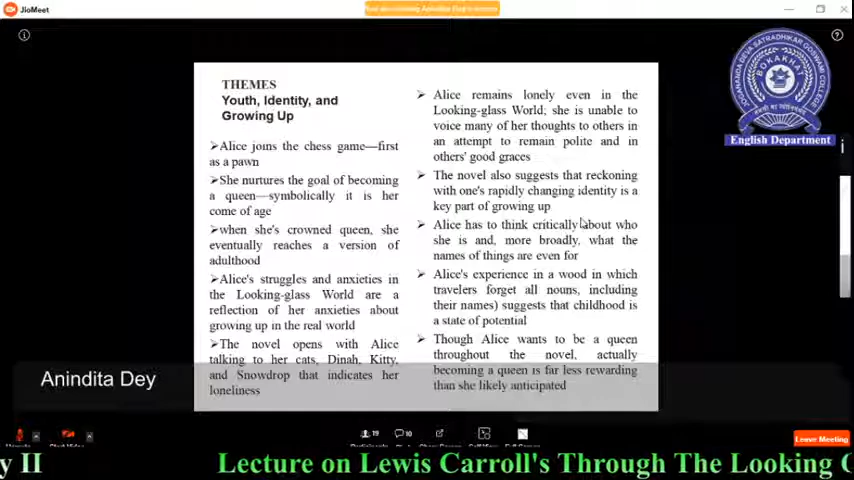 JioMeet
THEMES
Youth, Identity, and
Growing Up
➢Alice joins the chess game—first
as a pawn
➢She nurtures the goal of becoming
a queen—symbolically it is her
come of age
➢when she's crowned queen, she
eventually reaches a version of
adulthood
➢Alice's struggles and anxieties in
the Looking-glass World are a
reflection of her anxieties about
growing up in the real world
➢The novel opens with Alice
talking to her cats, Dinah, Kitty,
and Snowdrop that indicates her
loneliness
➢ Alice remains lonely even in the
Looking-glass World; she is unable to
voice many of her thoughts to others in
an attempt to remain polite and in
others' good graces
➢ The novel also suggests that reckoning
with one's rapidly changing identity is a
key part of growing up
➢ Alice has to think critically about who
she is and, more broadly, what the
names of things are even for
➢ Alice's experience in a wood in which
travelers forget all nouns, including
their names) suggests that childhood is
a state of potential
➢ Though Alice wants to be a queen
throughout the novel, actually
becoming a queen is far less rewarding
than she likely anticipated
JOGANANDA DEVA SATRADHIKAR GOSWAMI COLLEGE
BOKAKHAT
English Department
i
Anindita Dey
19
10
Leave Meeting
y II
Lecture on Lewis Carroll's Through The Looking G